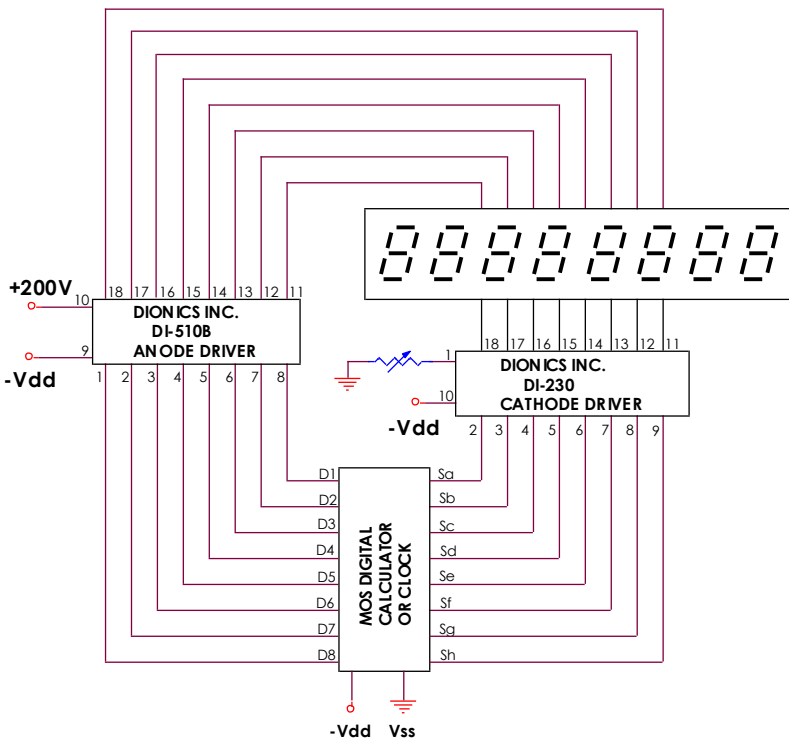 +200V
10
18 17 16 15 14 13 12 11
DIONICS INC.
DI-510B
ANODE DRIVER
9
-Vdd
1 2 3 4 5 6 7 8
18 17 16 15 14 13 12 11
1
DIONICS INC.
DI-230
CATHODE DRIVER
10
-Vdd
2 3 4 5 6 7 8 9
D1 Sa
D2 Sb
D3 Sc
D4 Sd
D5 Se
D6 Sf
D7 Sg
D8 Sh
MOS DIGITAL
CALCULATOR
OR CLOCK
-Vdd Vss